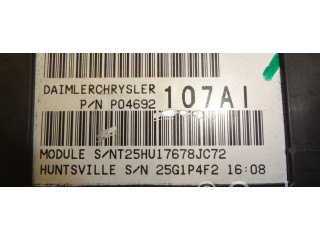 DAIMLERCHRYSLER
P/N P04692 107AI
MODULE S/NT25HU17678JC72
HUNTSVILLE S/N 25G1P4F2 16:08